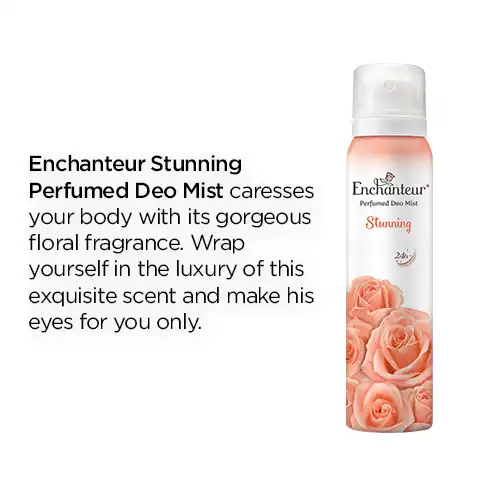 Enchanteur Stunning
Perfumed Deo Mist caresses
your body with its gorgeous
floral fragrance. Wrap
yourself in the luxury of this
exquisite scent and make his
eyes for you only.
Enchanteur®
Perfumed Deo Mist
Stunning
24h